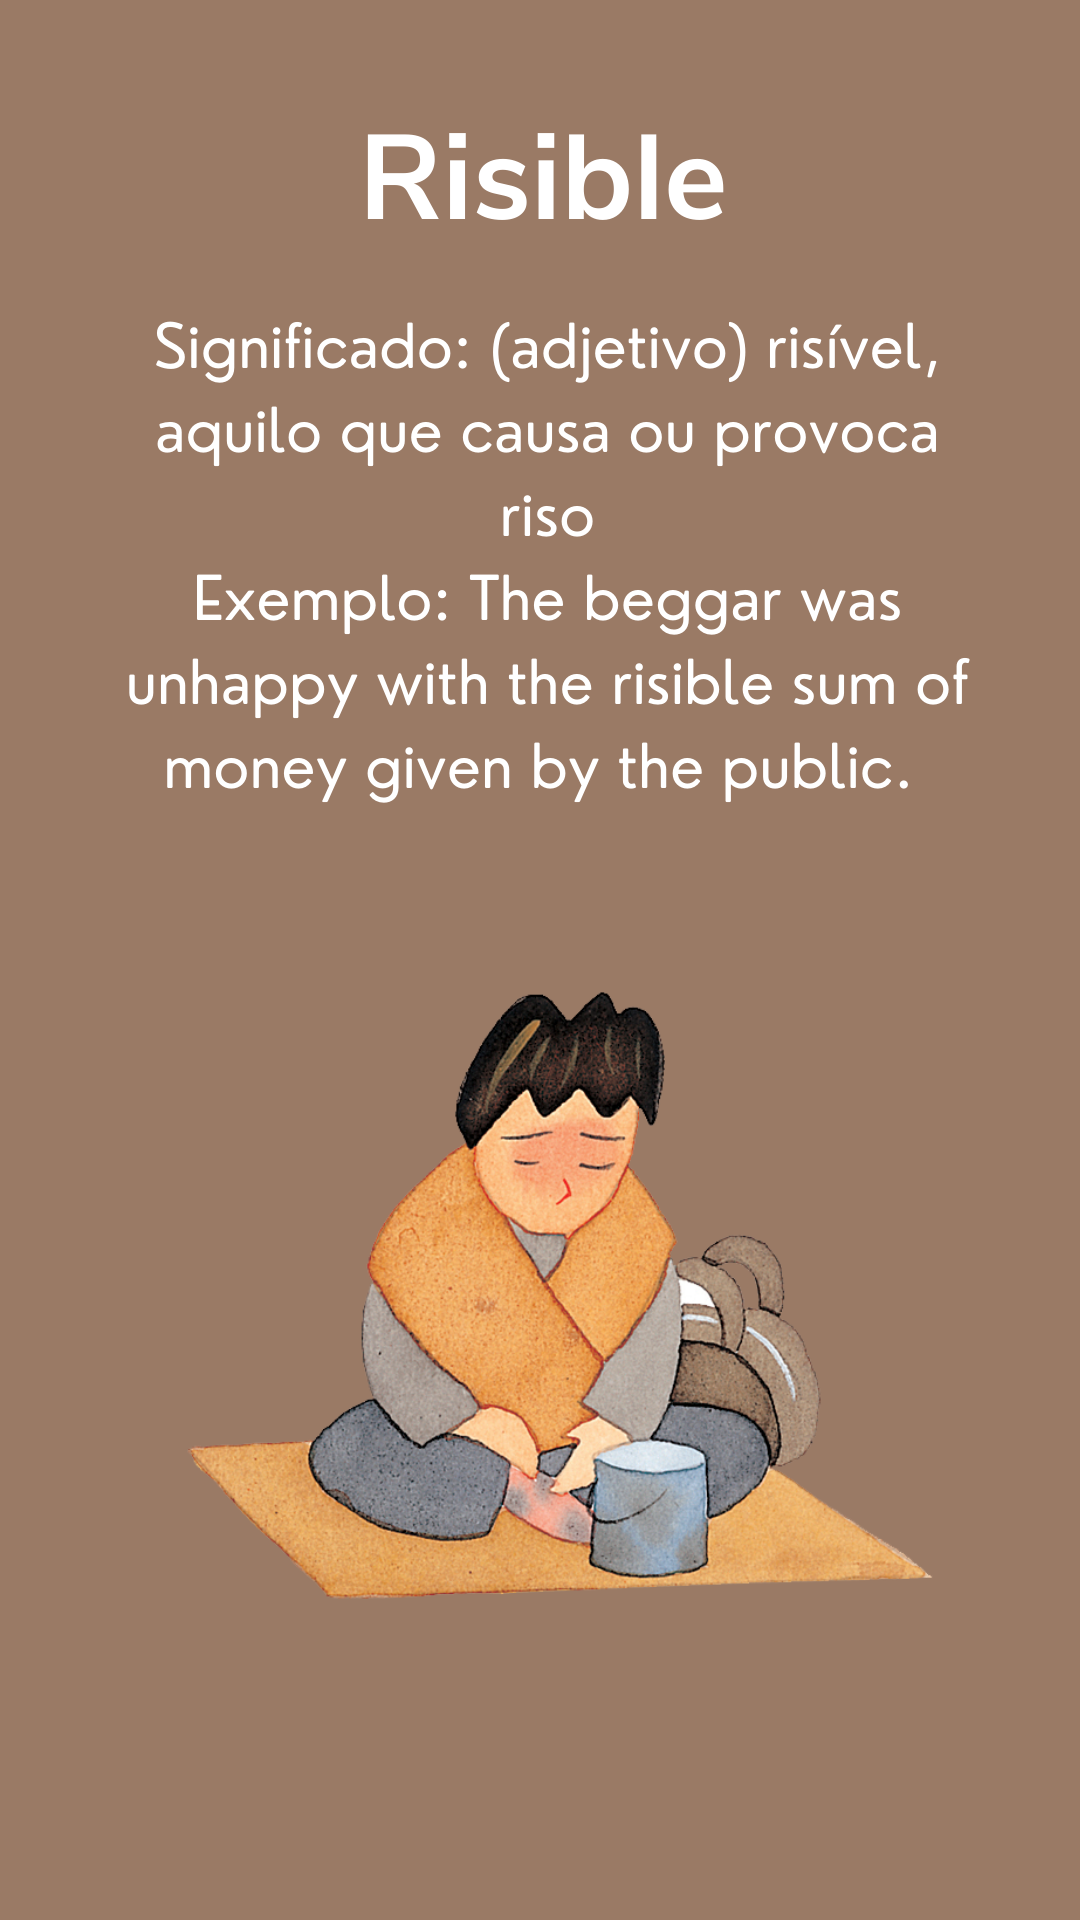 Risible
Significado: (adjetivo) risível,
aquilo que causa ou provoca
riso
Exemplo: The beggar was
unhappy with the risible sum of
money given by the public.